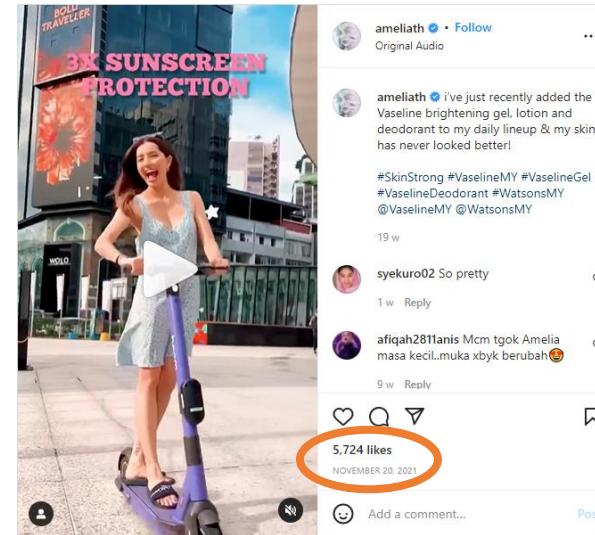 BOLD
TRAVELLER
3X SUNSCREEN
PROTECTION
WOLO
ameliath • Follow
Original Audio
ameliath i've just recently added the
Vaseline brightening gel, lotion and
deodorant to my daily lineup & my skin
has never looked better!
#SkinStrong #VaselineMY #VaselineGel
#VaselineDeodorant #WatsonsMY
@VaselineMY @WatsonsMY
19 w
syekuro02 So pretty
1 w Reply
afiqah2811anis Mcm tgok Amelia
masa kecil..muka xbyk berubah🤩
9 w Reply
5,724 likes
NOVEMBER 20, 2021
Add a comment...